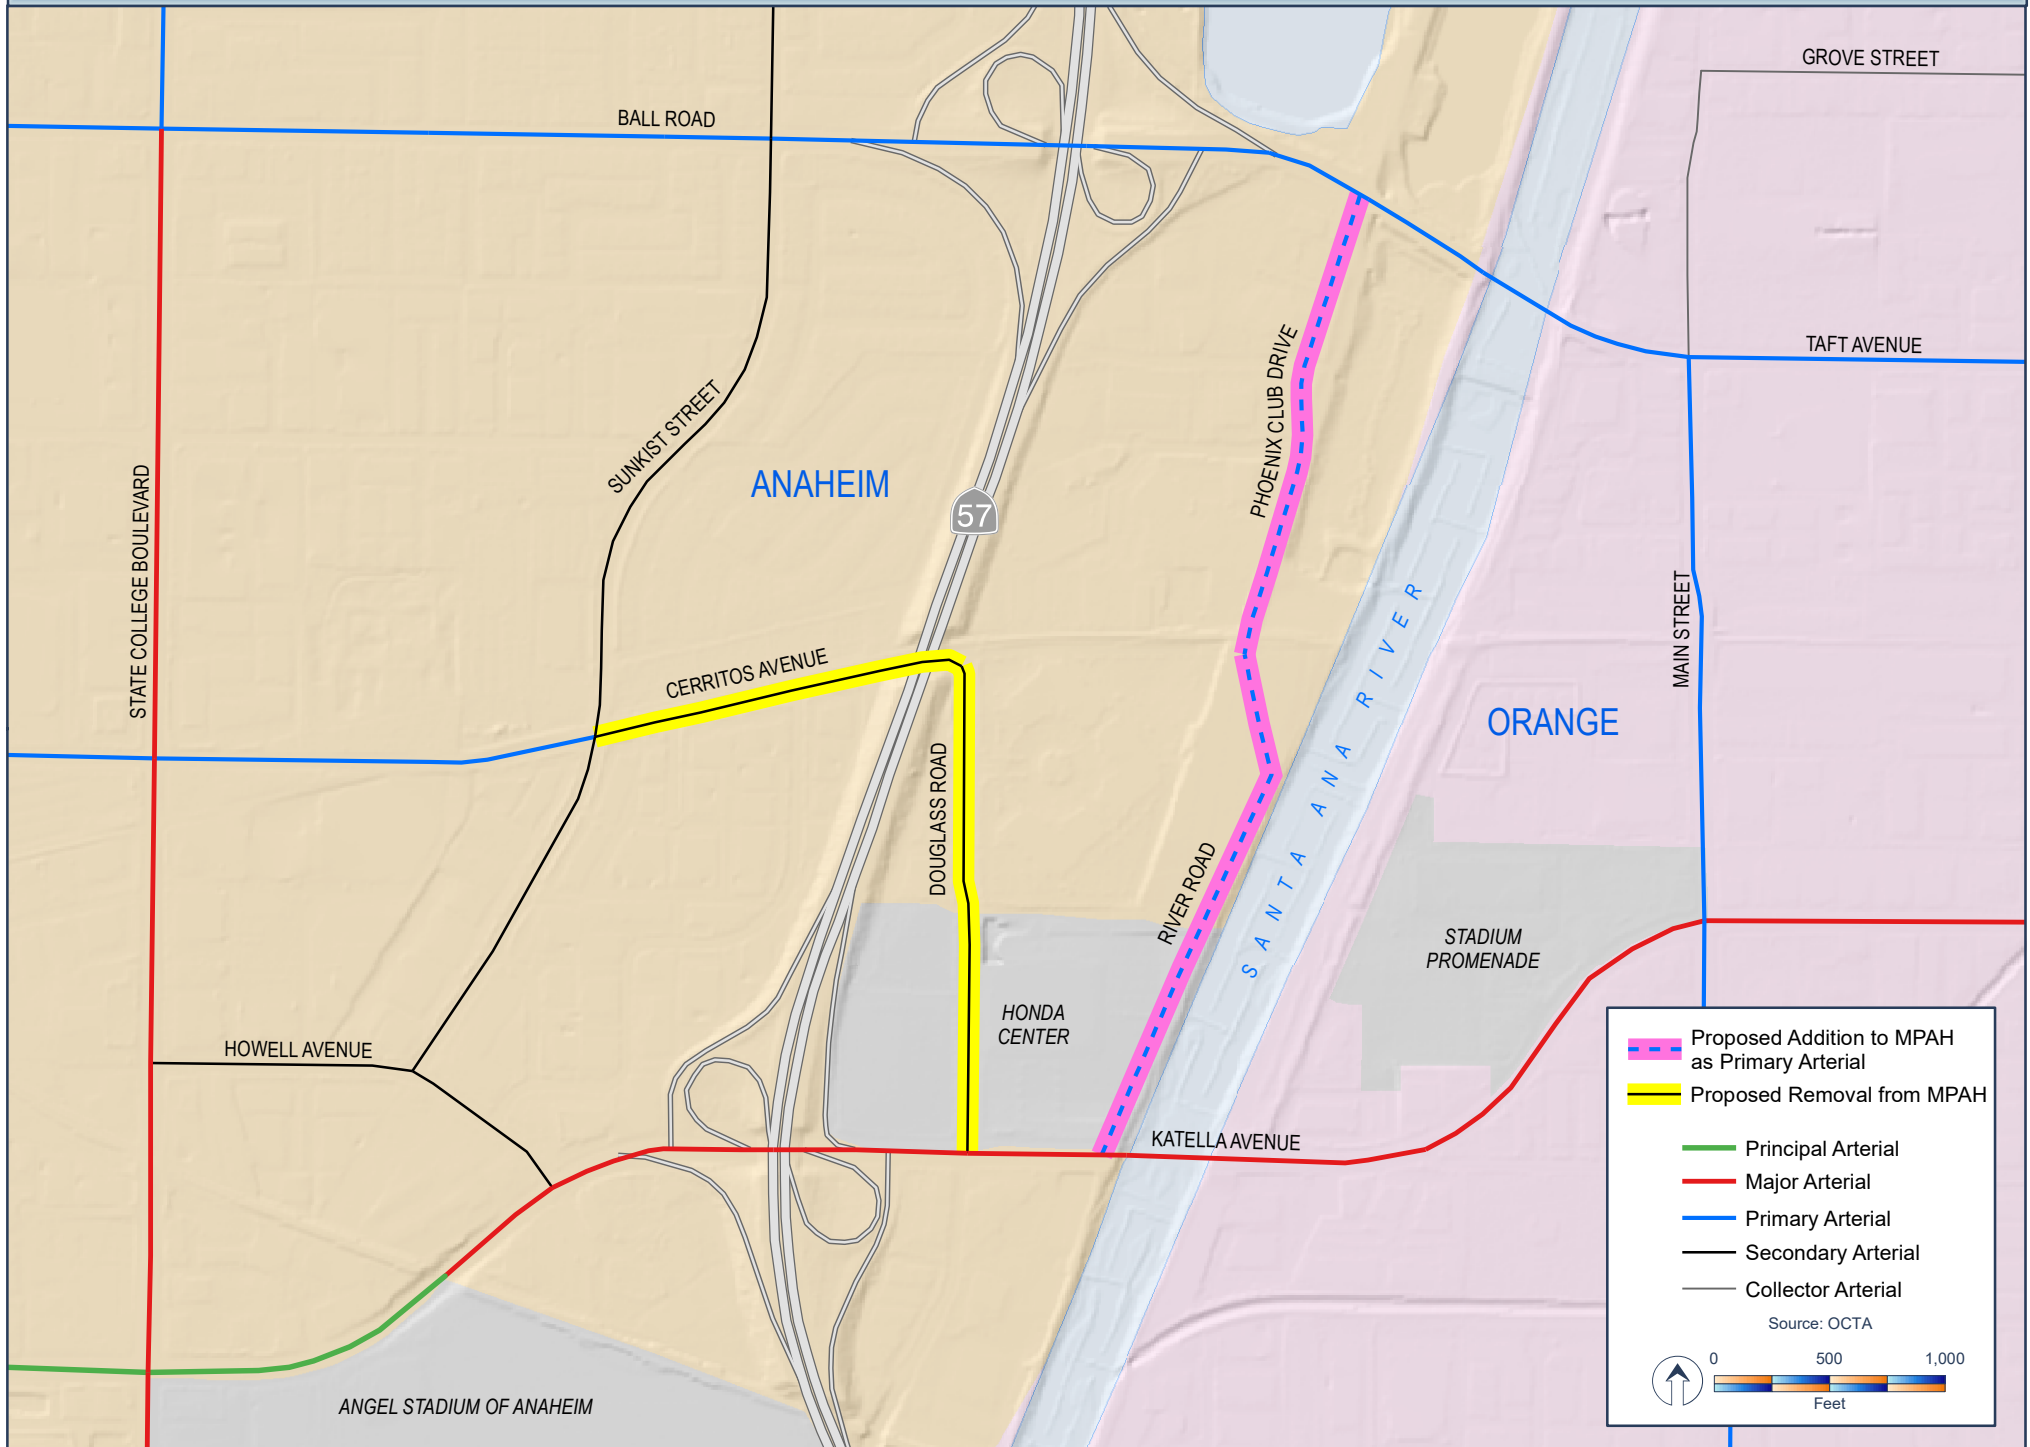 GROVE STREET
BALL ROAD
TAFT AVENUE
PHOENIX CLUB DRIVE
SUNKIST STREET
ANAHEIM
57
STATE COLLEGE BOULEVARD
SANTA ANA RIVER
MAIN STREET
CERRITOS AVENUE
ORANGE
DOUGLASS ROAD
RIVER ROAD
STADIUM
PROMENADE
HONDA
CENTER
HOWELL AVENUE
KATELLA AVENUE
ANGEL STADIUM OF ANAHEIM
Proposed Addition to MPAH
as Primary Arterial
Proposed Removal from MPAH
Principal Arterial
Major Arterial
Primary Arterial
Secondary Arterial
Collector Arterial
Source: OCTA
0 500 1,000
Feet